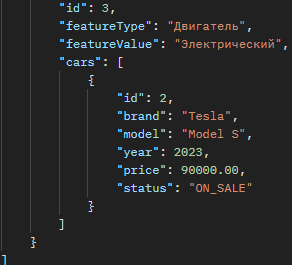 "id": 3,
"featureType": "Двигатель",
"featureValue": "Электрический",
"cars": [
{
"id": 2,
"brand": "Tesla",
"model": "Model S",
"year": 2023,
"price": 90000.00,
"status": "ON_SALE"
}
]
}
]